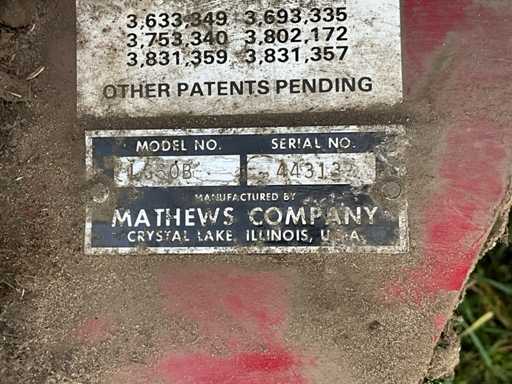 3,633,349 3,693,335
3,753,340 3,802,172
3,831,359 3,831,357
OTHER PATENTS PENDING
MODEL NO. SERIAL NO.
443132
MANUFACTURED BY
MATHEWS COMPANY
CRYSTAL LAKE, ILLINOIS, U.S.A.